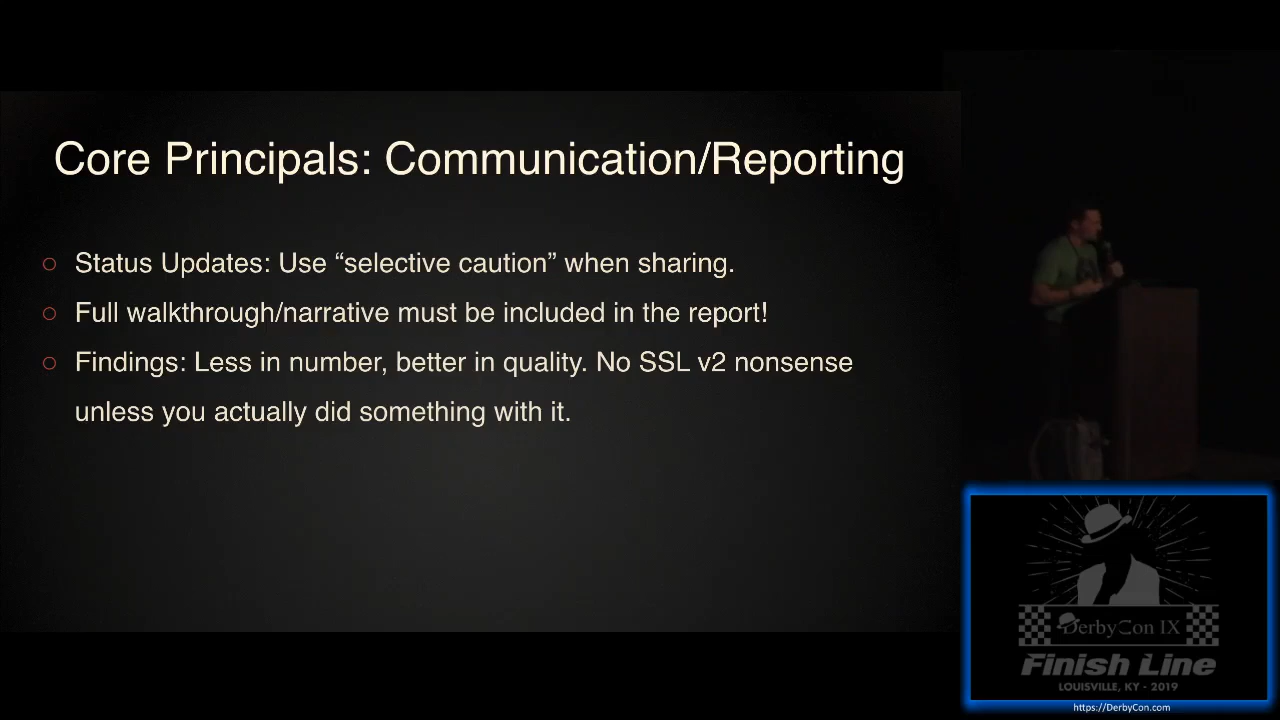 Core Principals: Communication/Reporting
Status Updates: Use “selective caution” when sharing.
Full walkthrough/narrative must be included in the report!
Findings: Less in number, better in quality. No SSL v2 nonsense
unless you actually did something with it.
DerbyCon IX
Finish Line
LOUISVILLE, KY - 2019
https://DerbyCon.com